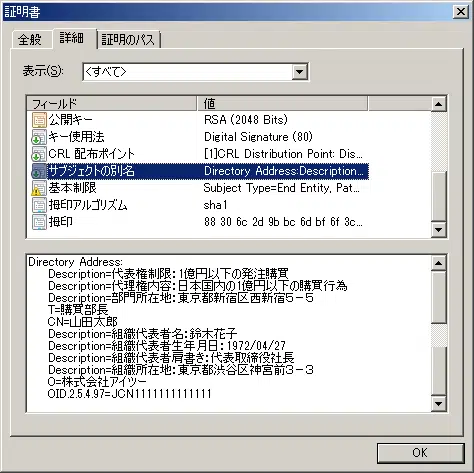 証明書
全般
詳細
証明のパス
表示(S):
<すべて>
フィールド 値
公開キー RSA (2048 Bits)
キー使用法 Digital Signature (80)
CRL 配布ポイント [1]CRL Distribution Point: Dis...
サブジェクトの別名 Directory Address:Description...
基本制限 Subject Type=End Entity, Pat...
拇印アルゴリズム sha1
拇印 88 30 6c 2d 9b bc 6d bf 6f 3c...
Directory Address:
Description=代表権制限:1億円以下の発注購買
Description=代理権内容:日本国内の1億円以下の購買行為
Description=部門所在地:東京都新宿区西新宿5-5
T=購買部長
CN=山田太郎
Description=組織代表者名:鈴木花子
Description=組織代表者生年月日:1972/04/27
Description=組織代表者肩書き:代表取締役社長
Description=組織所在地:東京都渋谷区神宮前3-3
O=株式会社アイツー
OID.2.5.4.97=JCN1111111111111
OK